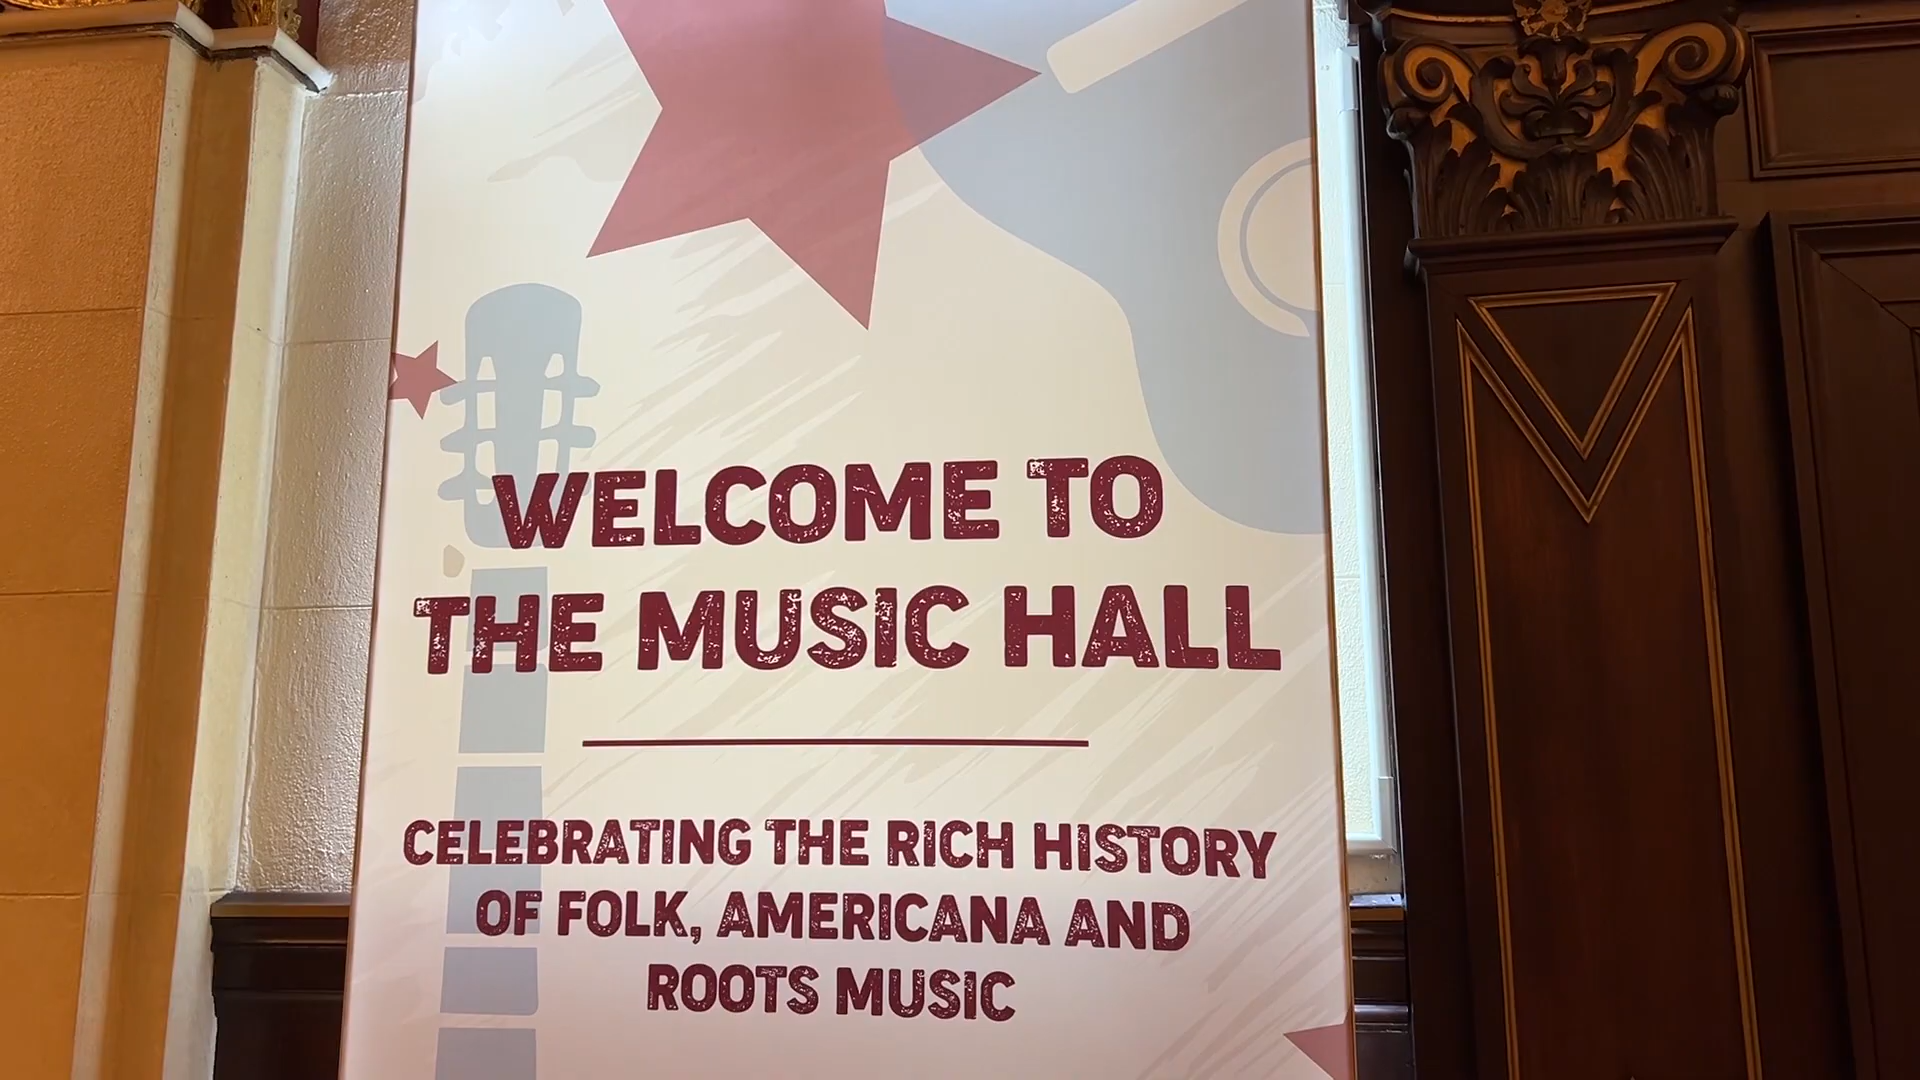 WELCOME TO
THE MUSIC HALL
CELEBRATING THE RICH HISTORY
OF FOLK, AMERICANA AND
ROOTS MUSIC